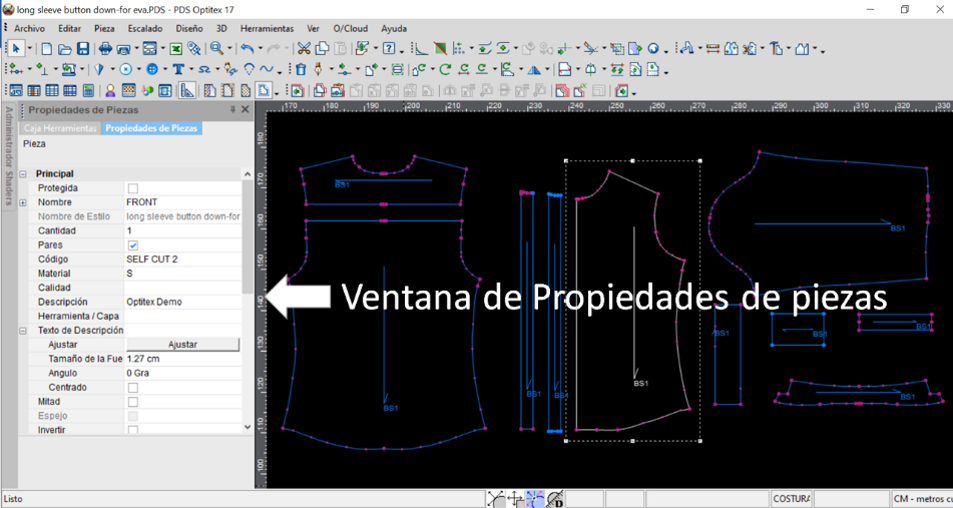 long sleeve button down-for eva.PDS - PDS Optitex 17
Archivo Editar Pieza Escalado Diseño 3D Herramientas Ver O/Cloud Ayuda
Propiedades de Piezas
Caja Herramientas Propiedades de Piezas
Administrador Shaders
Pieza
Principal
Protegida
Nombre FRONT
Nombre de Estilo long sleeve button down-for
Cantidad 1
Pares
Código SELF CUT 2
Material S
Calidad
Descripción Optitex Demo
Herramienta / Capa
Texto de Descripción
Ajustar Ajustar
Tamaño de la Fue 1.27 cm
Angulo 0 Gra
Centrado
Mitad
Espejo
Invertir
170 180 190 200 210 220 230 240 250 260 270 280 290 300 310 320 330
180
170
160
150
140
130
120
110
100
BS1
BS1
BS1
BS1
BS1
BS1
BS1
BS1
BS1
BS1
Ventana de Propiedades de piezas
Listo
COSTURA
CM - metros cu